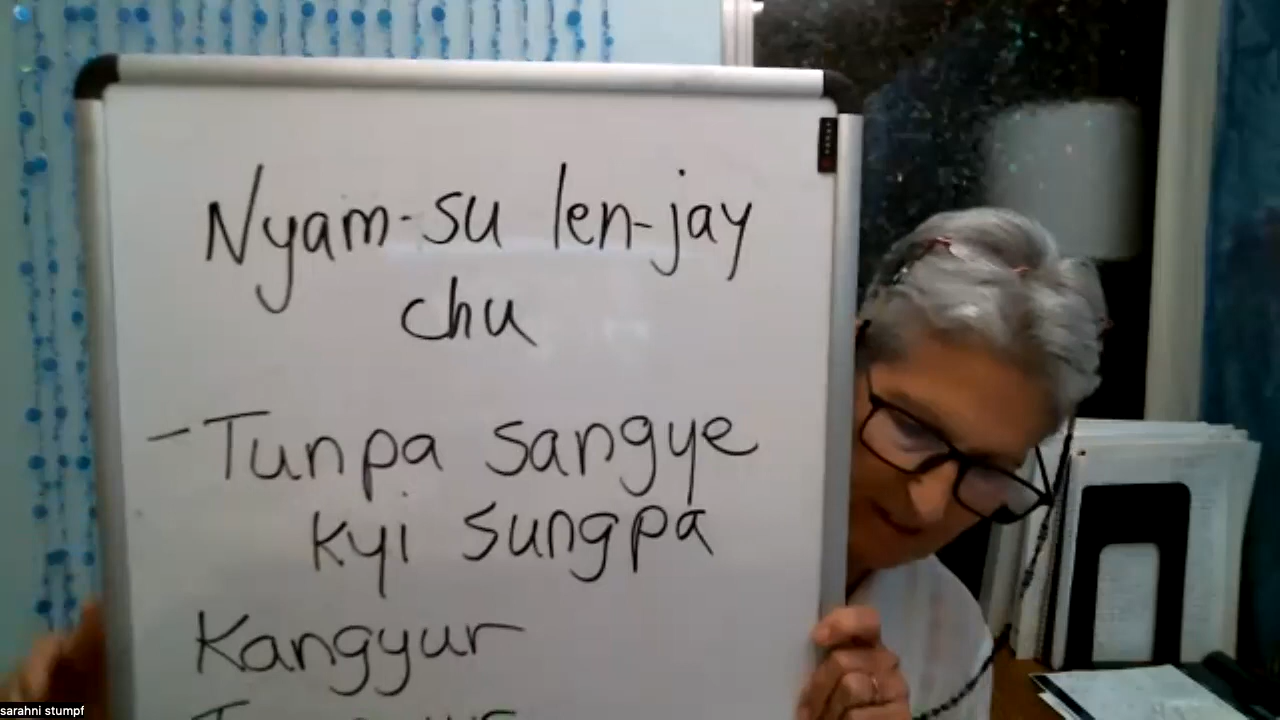 Nyam-su len-jay
chu
- Tunpa sangye
kyi sungpa
Kangyur
sarahni stumpf